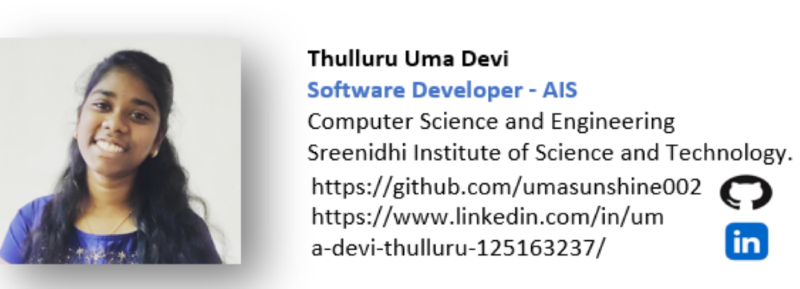 Thulluru Uma Devi
Software Developer - AIS
Computer Science and Engineering
Sreenidhi Institute of Science and Technology.
https://github.com/umasunshine002
https://www.linkedin.com/in/um
a-devi-thulluru-125163237/
in